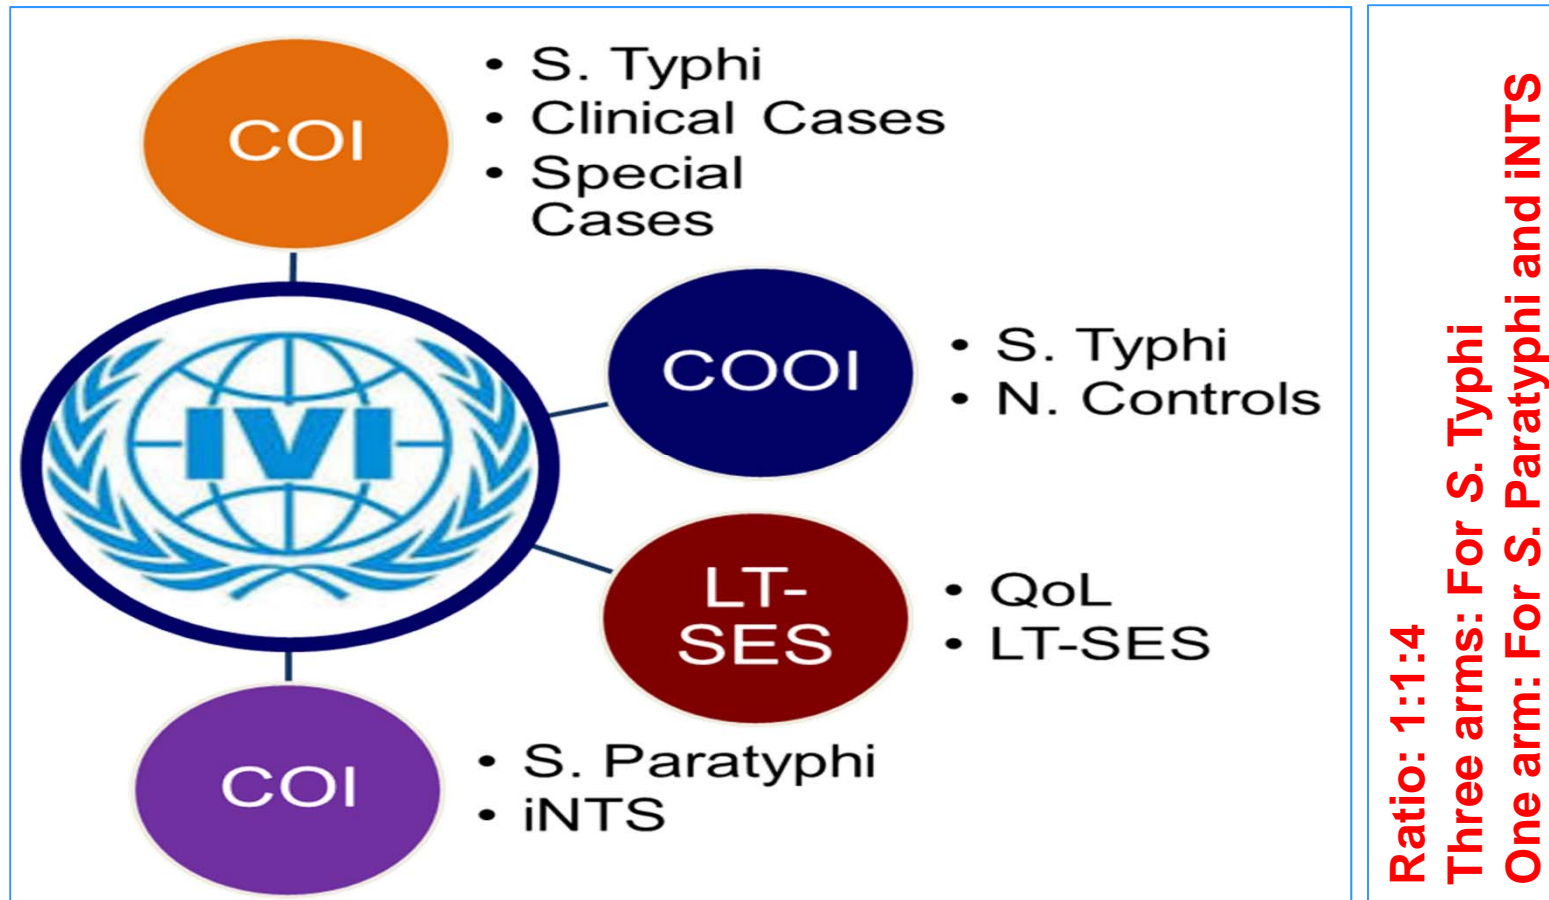 COI
• S. Typhi
• Clinical Cases
• Special
Cases
COOI
• S. Typhi
• N. Controls
IVI
LT-
SES
• QoL
• LT-SES
COI
• S. Paratyphi
• iNTS
Ratio: 1:1:4
Three arms: For S. Typhi
One arm: For S. Paratyphi and iNTS